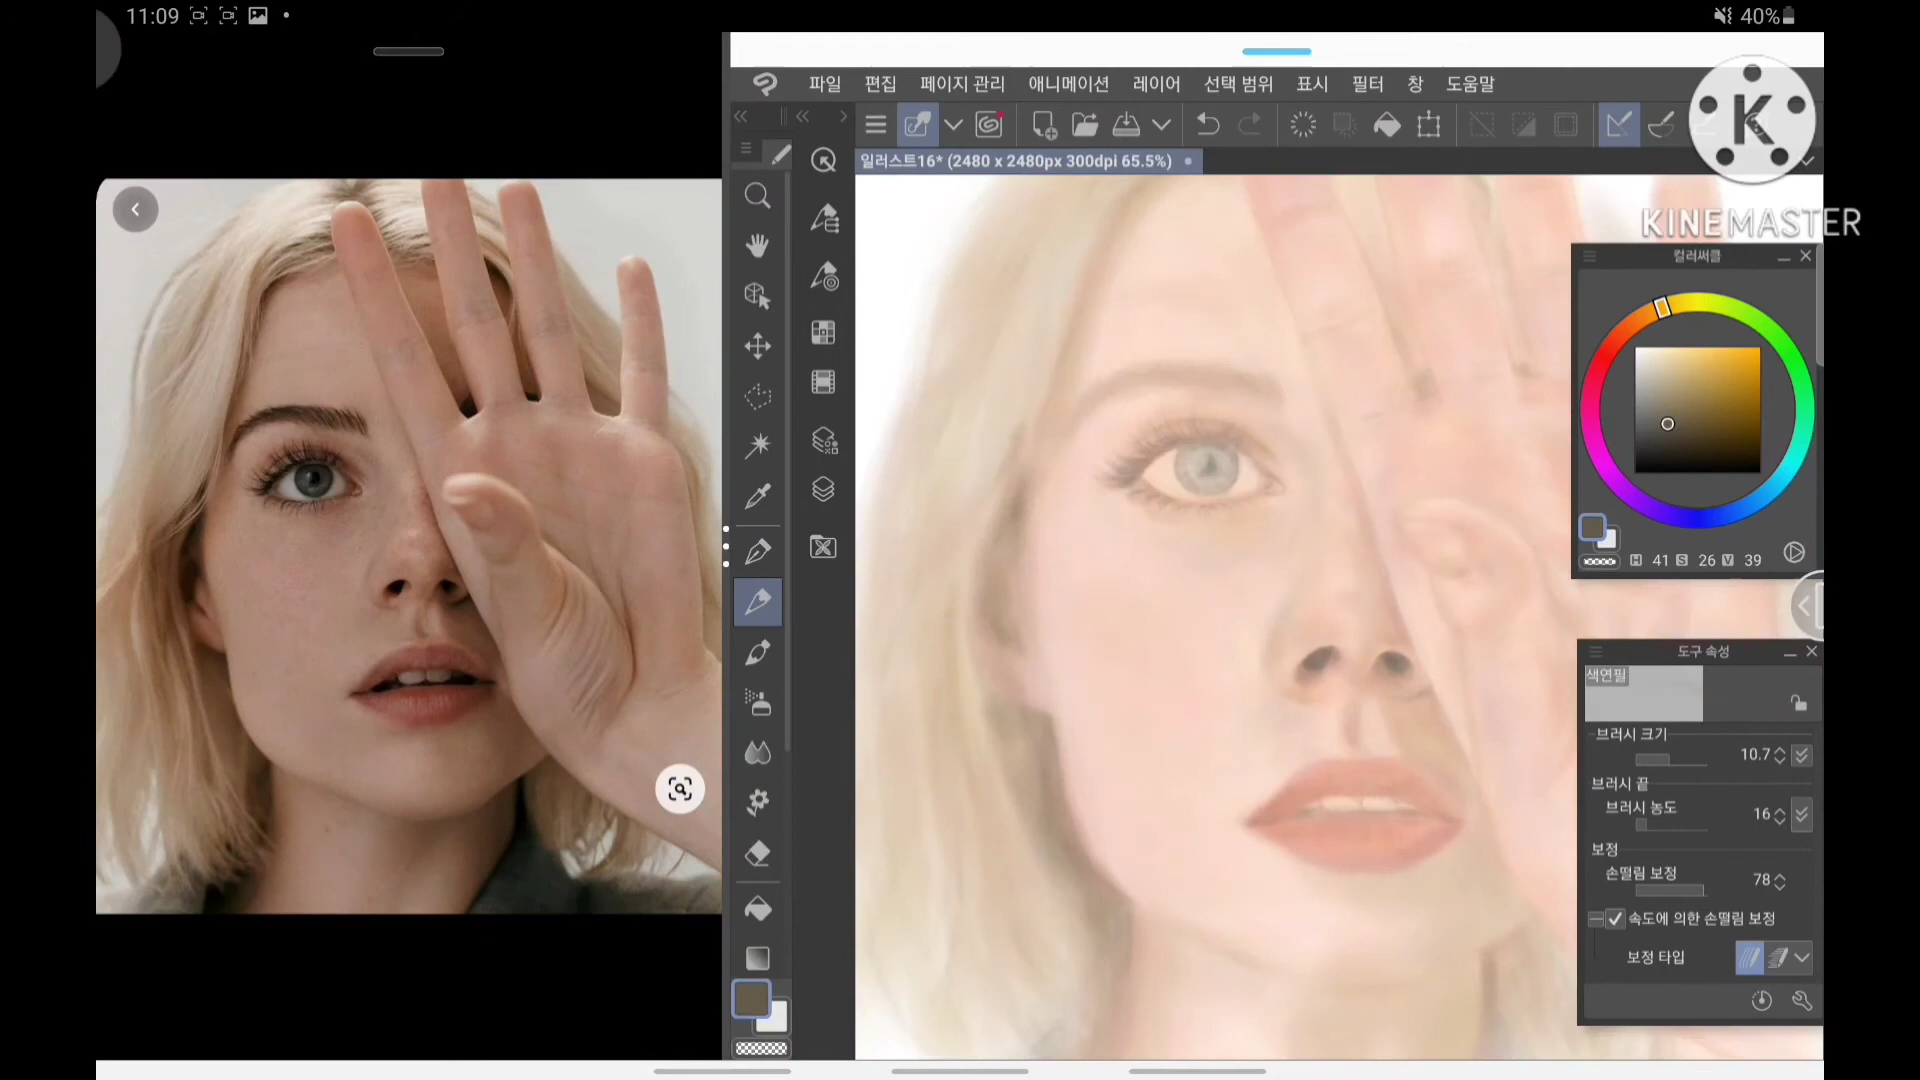 11:09
40%
파일 편집 페이지 관리 애니메이션 레이어 선택 범위 표시 필터 창 도움말
K
KINEMASTER
일러스트16* (2480 x 2480px 300dpi 65.5%)
컬러써클
H 41 S 26 V 39
도구 속성
색연필
브러시 크기
10.7
브러시 끝
브러시 농도 16
보정
손떨림 보정 78
속도에 의한 손떨림 보정
보정 타입